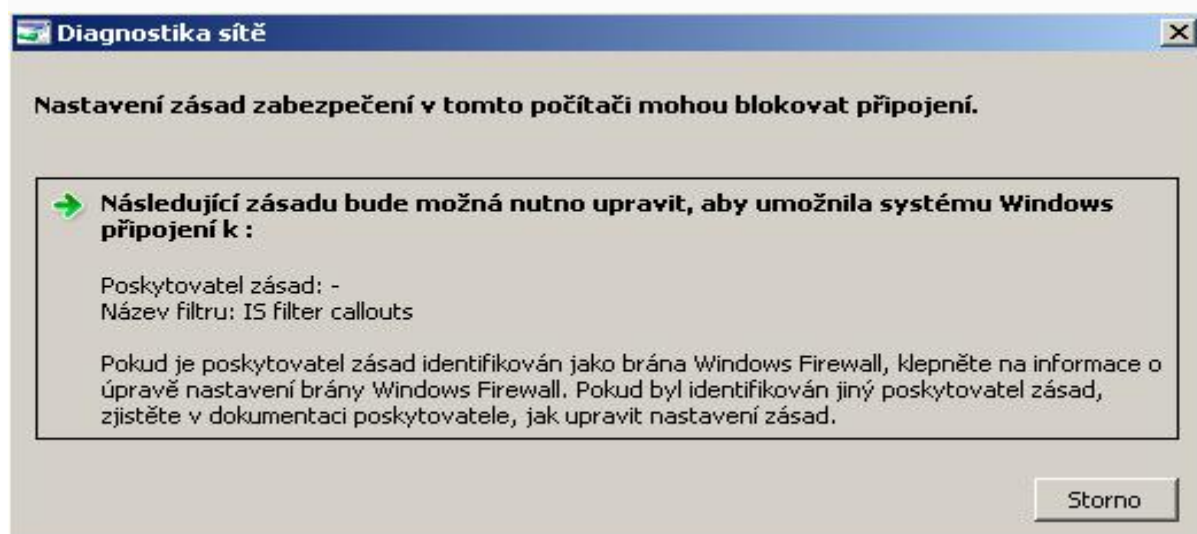 Diagnostika sítě
Nastavení zásad zabezpečení v tomto počítači mohou blokovat připojení.
Následující zásadu bude možná nutno upravit, aby umožnila systému Windows
připojení k :
Poskytovatel zásad: -
Název filtru: IS filter callouts
Pokud je poskytovatel zásad identifikován jako brána Windows Firewall, klepněte na informace o
úpravě nastavení brány Windows Firewall. Pokud byl identifikován jiný poskytovatel zásad,
zjistěte v dokumentaci poskytovatele, jak upravit nastavení zásad.
Storno